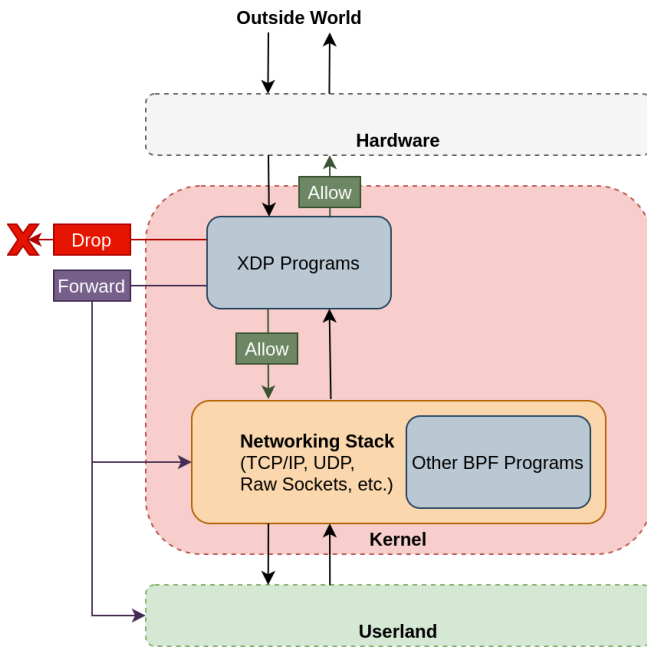 Outside World
Hardware
Allow
Drop
XDP Programs
Forward
Allow
Networking Stack
(TCP/IP, UDP,
Raw Sockets, etc.)
Other BPF Programs
Kernel
Userland